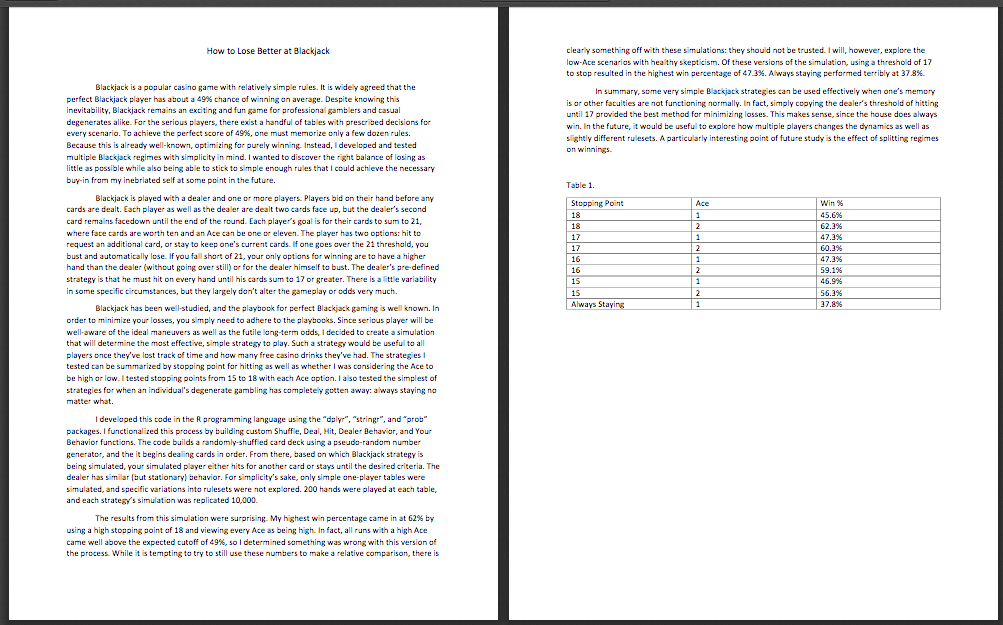 How to Lose Better at Blackjack
Blackjack is a popular casino game with relatively simple rules. It is widely agreed that the
perfect Blackjack player has about a 49% chance of winning on average. Despite knowing this
inevitability, Blackjack remains an exciting and fun game for professional gamblers and casual
degenerates alike. For the serious players, there exist a handful of tables with prescribed decisions for
every scenario. To achieve the perfect score of 49%, one must memorize only a few dozen rules.
Because this is already well-known, optimizing for purely winning. Instead, I developed and tested
multiple Blackjack regimes with simplicity in mind. I wanted to discover the right balance of losing as
little as possible while also being able to stick to simple enough rules that I could achieve the necessary
buy-in from my inebriated self at some point in the future.
Blackjack is played with a dealer and one or more players. Players bid on their hand before any
cards are dealt. Each player as well as the dealer are dealt two cards face up, but the dealer's second
card remains facedown until the end of the round. Each player's goal is for their cards to sum to 21,
where face cards are worth ten and an Ace can be one or eleven. The player has two options: hit to
request an additional card, or stay to keep one's current cards. If one goes over the 21 threshold, you
bust and automatically lose. If you fall short of 21, your only options for winning are to have a higher
hand than the dealer (without going over still) or for the dealer himself to bust. The dealer's pre-defined
strategy is that he must hit on every hand until his cards sum to 17 or greater. There is a little variability
in some specific circumstances, but they largely don't alter the gameplay or odds very much.
Blackjack has been well-studied, and the playbook for perfect Blackjack gaming is well known. In
order to minimize your losses, you simply need to adhere to the playbooks. Since serious player will be
well-aware of the ideal maneuvers as well as the futile long-term odds, I decided to create a simulation
that will determine the most effective, simple strategy to play. Such a strategy would be useful to all
players once they've lost track of time and how many free casino drinks they've had. The strategies I
tested can be summarized by stopping point for hitting as well as whether I was considering the Ace to
be high or low. I tested stopping points from 15 to 18 with each Ace option. I also tested the simplest of
strategies for when an individual's degenerate gambling has completely gotten away: always staying no
matter what.
I developed this code in the R programming language using the "dplyr", "stringr", and "prob"
packages. I functionalized this process by building custom Shuffle, Deal, Hit, Dealer Behavior, and Your
Behavior functions. The code builds a randomly-shuffled card deck using a pseudo-random number
generator, and the it begins dealing cards in order. From there, based on which Blackjack strategy is
being simulated, your simulated player either hits for another card or stays until the desired criteria. The
dealer has similar (but stationary) behavior. For simplicity's sake, only simple one-player tables were
simulated, and specific variations into rulesets were not explored. 200 hands were played at each table,
and each strategy's simulation was replicated 10,000.
The results from this simulation were surprising. My highest win percentage came in at 62% by
using a high stopping point of 18 and viewing every Ace as being high. In fact, all runs with a high Ace
came well above the expected cutoff of 49%, so I determined something was wrong with this version of
the process. While it is tempting to try to still use these numbers to make a relative comparison, there is
clearly something off with these simulations: they should not be trusted. I will, however, explore the
low-Ace scenarios with healthy skepticism. Of these versions of the simulation, using a threshold of 17
to stop resulted in the highest win percentage of 47.3%. Always staying performed terribly at 37.8%.
In summary, some very simple Blackjack strategies can be used effectively when one's memory
is or other faculties are not functioning normally. In fact, simply copying the dealer's threshold of hitting
until 17 provided the best method for minimizing losses. This makes sense, since the house does always
win. In the future, it would be useful to explore how multiple players changes the dynamics as well as
slightly different rulesets. A particularly interesting point of future study is the effect of splitting regimes
on winnings.
Table 1.
Stopping Point Ace Win %
18 1 45.6%
18 2 62.3%
17 1 47.3%
17 2 60.3%
16 1 47.3%
16 2 59.1%
15 1 46.9%
15 2 56.3%
Always Staying 1 37.8%